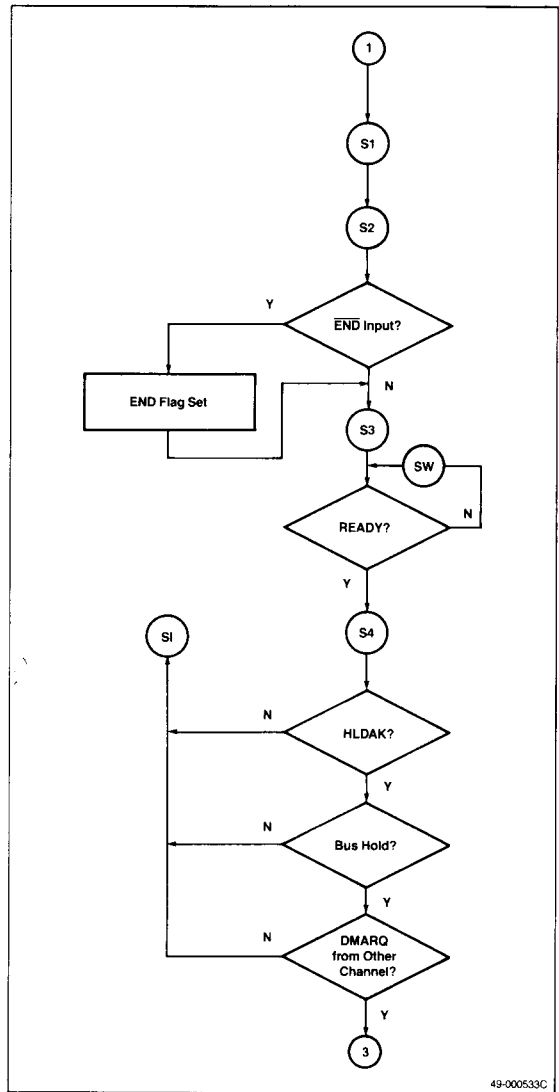 1
S1
S2
Y
END Input?
N
END Flag Set
S3
SW
READY?
N
Y
SI
S4
N
HLDAK?
Y
N
Bus Hold?
Y
N
DMARQ
from Other
Channel?
Y
3
49-000533C